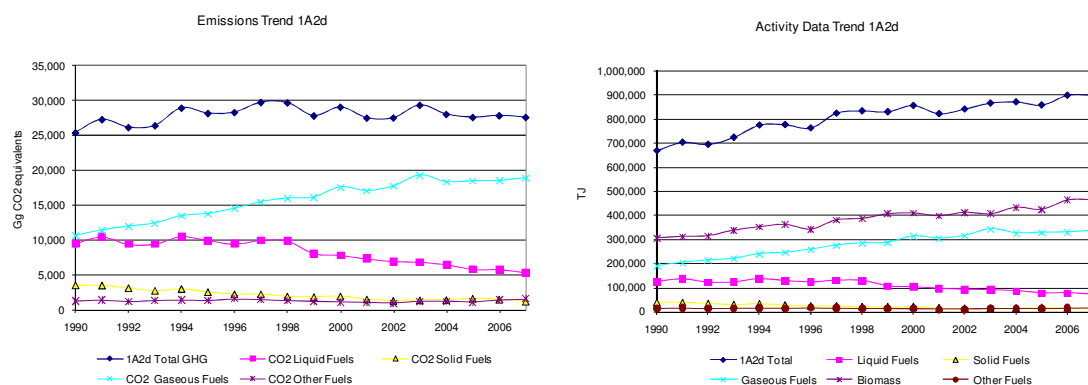 Emissions Trend 1A2d
Gg CO2 equivalents
35,000
30,000
25,000
20,000
15,000
10,000
5,000
0
1990 1992 1994 1996 1998 2000 2002 2004 2006
1A2d Total GHG CO2 Liquid Fuels CO2 Solid Fuels
CO2 Gaseous Fuels CO2 Other Fuels
Activity Data Trend 1A2d
TJ
1,000,000
900,000
800,000
700,000
600,000
500,000
400,000
300,000
200,000
100,000
0
1990 1992 1994 1996 1998 2000 2002 2004 2006
1A2d Total Liquid Fuels Solid Fuels
Gaseous Fuels Biomass Other Fuels